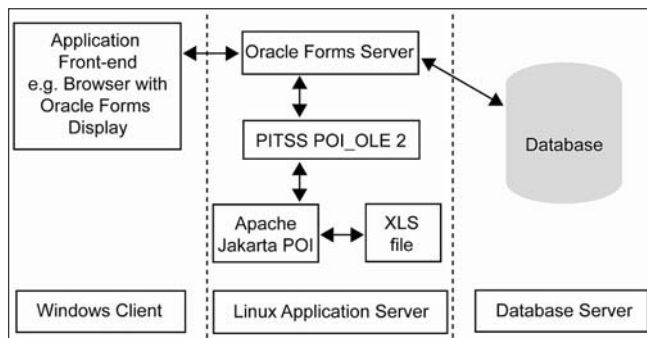 Application
Front-end
e.g. Browser with
Oracle Forms
Display
Oracle Forms Server
PITSS POI_OLE 2
Apache
Jakarta POI
XLS
file
Database
Windows Client
Linux Application Server
Database Server